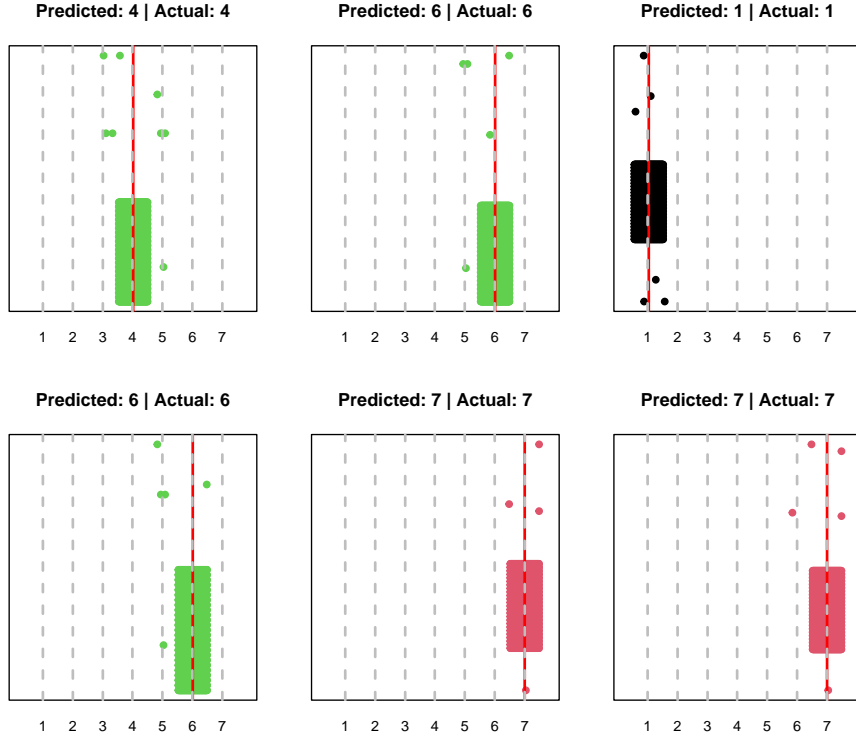 Predicted: 4 | Actual: 4
Predicted: 6 | Actual: 6
Predicted: 1 | Actual: 1
1 2 3 4 5 6 7
1 2 3 4 5 6 7
1 2 3 4 5 6 7
Predicted: 6 | Actual: 6
Predicted: 7 | Actual: 7
Predicted: 7 | Actual: 7
1 2 3 4 5 6 7
1 2 3 4 5 6 7
1 2 3 4 5 6 7